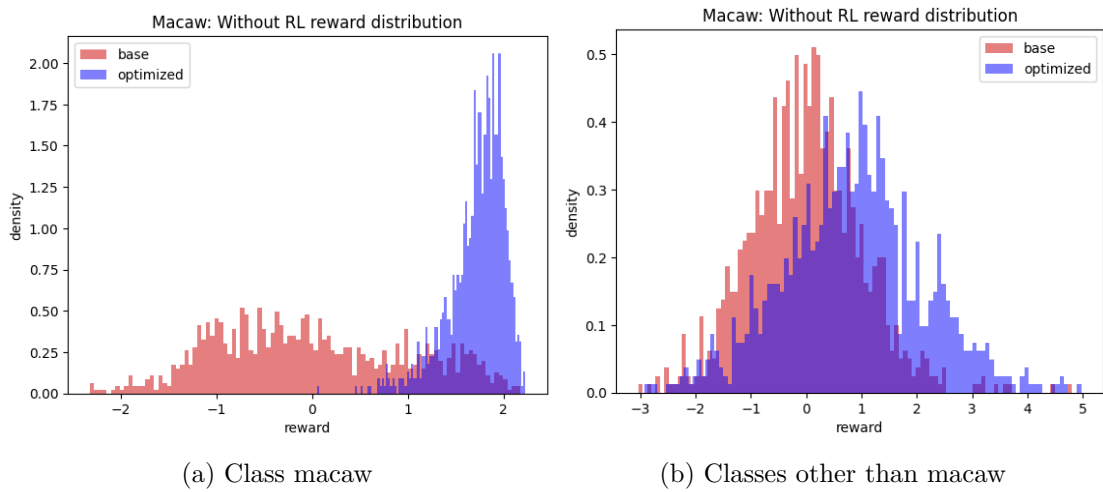 Macaw: Without RL reward distribution
base
optimized
2.00
1.75
1.50
1.25
1.00
0.75
0.50
0.25
0.00
density
−2
−1
0
1
2
reward
(a) Class macaw
Macaw: Without RL reward distribution
base
optimized
0.5
0.4
0.3
0.2
0.1
0.0
density
−3
−2
−1
0
1
2
3
4
5
reward
(b) Classes other than macaw